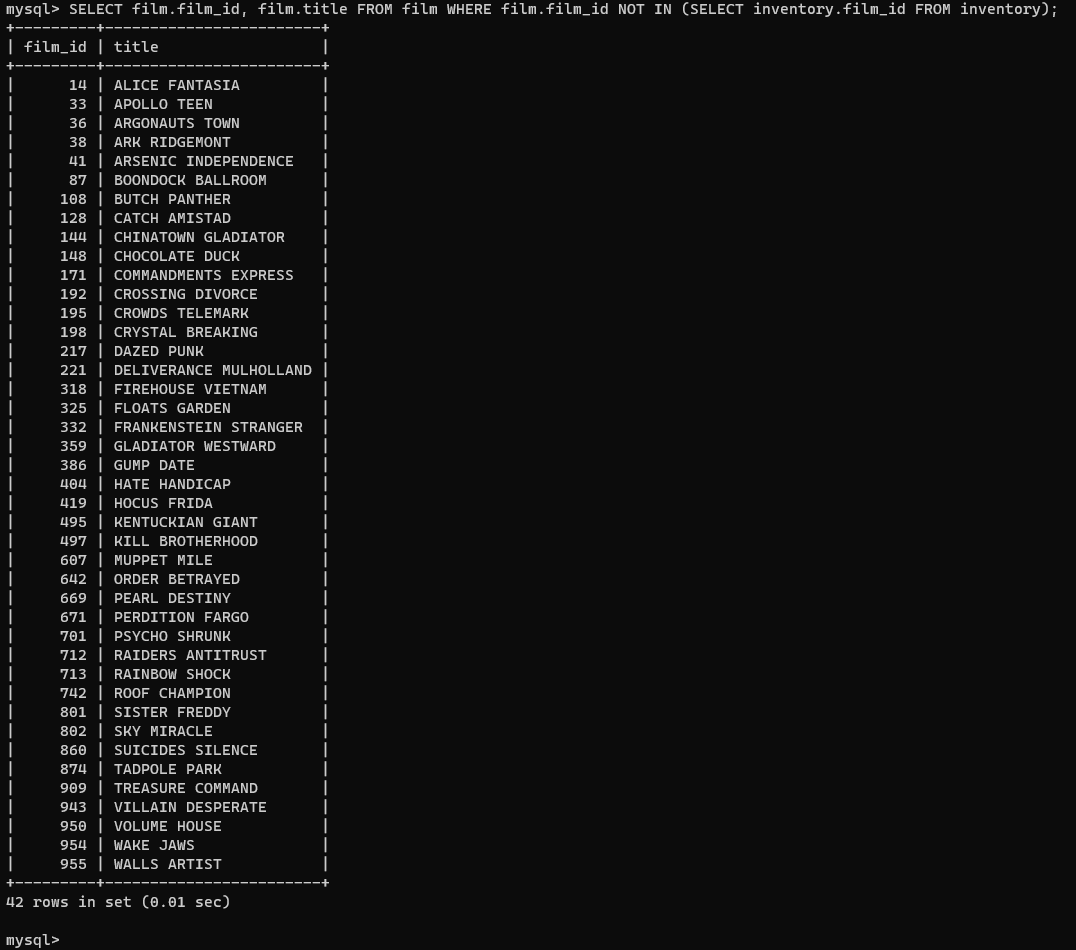 mysql> SELECT film.film_id, film.title FROM film WHERE film.film_id NOT IN (SELECT inventory.film_id FROM inventory);
+---------+------------------------+
| film_id | title                  |
+---------+------------------------+
|      14 | ALICE FANTASIA         |
|      33 | APOLLO TEEN            |
|      36 | ARGONAUTS TOWN         |
|      38 | ARK RIDGEMONT          |
|      41 | ARSENIC INDEPENDENCE   |
|      87 | BOONDOCK BALLROOM      |
|     108 | BUTCH PANTHER          |
|     128 | CATCH AMISTAD          |
|     144 | CHINATOWN GLADIATOR    |
|     148 | CHOCOLATE DUCK         |
|     171 | COMMANDMENTS EXPRESS   |
|     192 | CROSSING DIVORCE       |
|     195 | CROWDS TELEMARK        |
|     198 | CRYSTAL BREAKING       |
|     217 | DAZED PUNK             |
|     221 | DELIVERANCE MULHOLLAND |
|     318 | FIREHOUSE VIETNAM      |
|     325 | FLOATS GARDEN          |
|     332 | FRANKENSTEIN STRANGER  |
|     359 | GLADIATOR WESTWARD     |
|     386 | GUMP DATE              |
|     404 | HATE HANDICAP          |
|     419 | HOCUS FRIDA            |
|     495 | KENTUCKIAN GIANT       |
|     497 | KILL BROTHERHOOD       |
|     607 | MUPPET MILE            |
|     642 | ORDER BETRAYED         |
|     669 | PEARL DESTINY          |
|     671 | PERDITION FARGO        |
|     701 | PSYCHO SHRUNK          |
|     712 | RAIDERS ANTITRUST      |
|     713 | RAINBOW SHOCK          |
|     742 | ROOF CHAMPION          |
|     801 | SISTER FREDDY          |
|     802 | SKY MIRACLE            |
|     860 | SUICIDES SILENCE       |
|     874 | TADPOLE PARK           |
|     909 | TREASURE COMMAND       |
|     943 | VILLAIN DESPERATE      |
|     950 | VOLUME HOUSE           |
|     954 | WAKE JAWS              |
|     955 | WALLS ARTIST           |
+---------+------------------------+
42 rows in set (0.01 sec)
mysql>